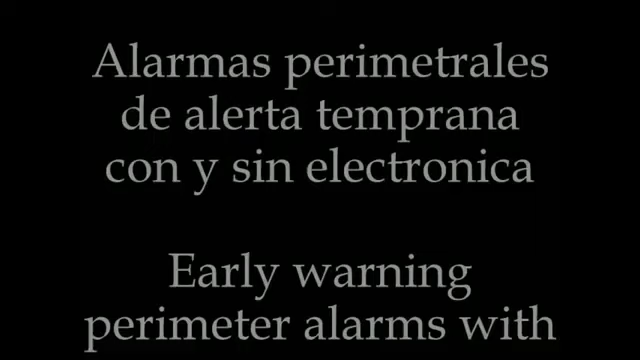 Alarmas perimetrales
de alerta temprana
con y sin electronica
Early warning
perimeter alarms with